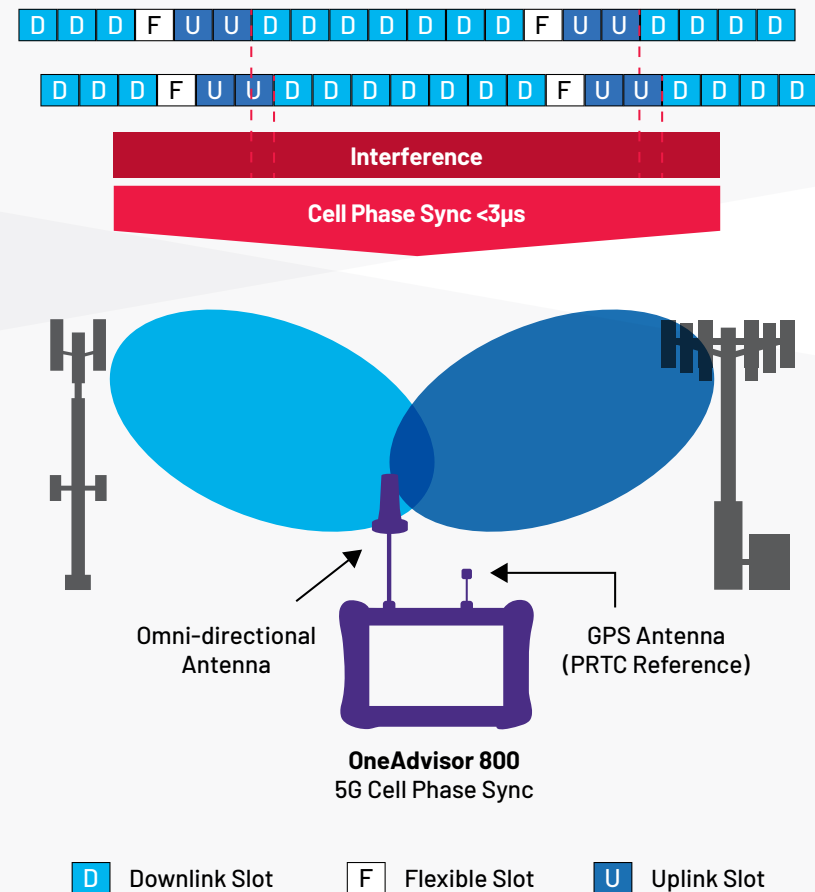 D D D F U U D D D D D D D F U U D D D D
D D D F U U D D D D D D D F U U D D D D
Interference
Cell Phase Sync <3µs
Omni-directional
Antenna
GPS Antenna
(PRTC Reference)
OneAdvisor 800
5G Cell Phase Sync
D Downlink Slot
F Flexible Slot
U Uplink Slot